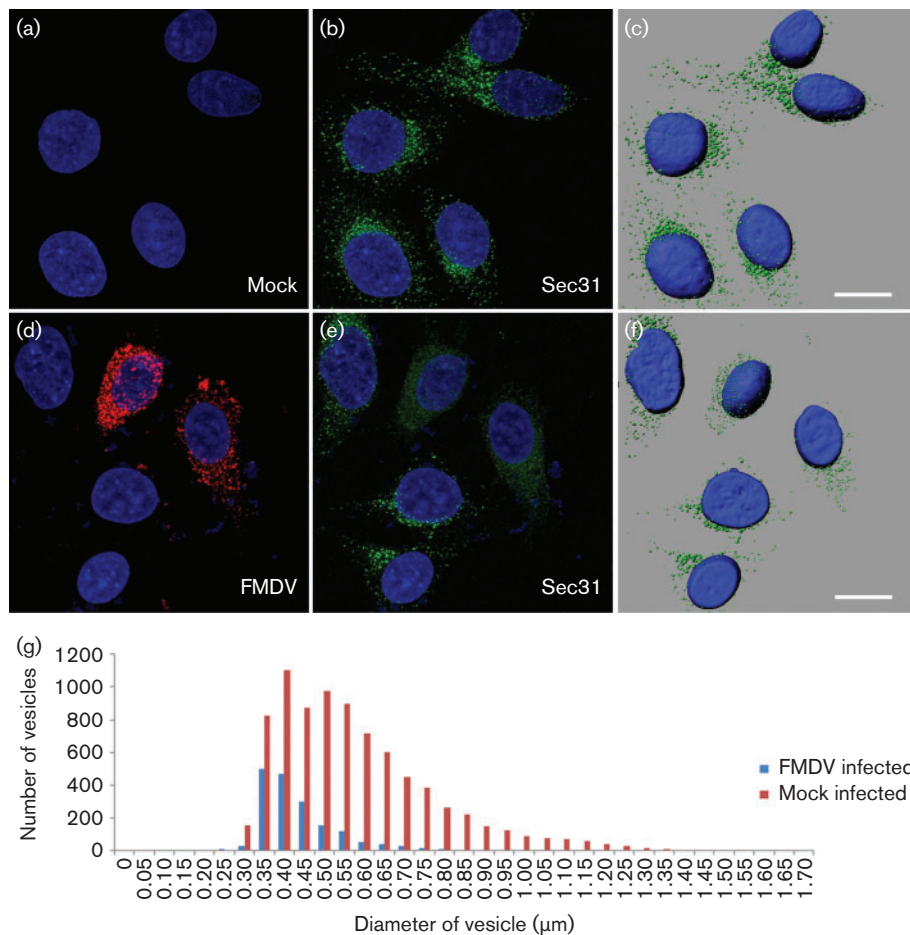 (a)
(b)
(c)
Mock
Sec31
(d)
(e)
(f)
FMDV
Sec31
(g)
1200
1000
800
600
400
200
0
Number of vesicles
0 0.05 0.15 0.20 0.25 0.30 0.35 0.40 0.45 0.50 0.55 0.60 0.65 0.75 0.75 0.80 0.85 0.90 0.95 1.00 1.05 1.10 1.15 1.25 1.25 1.30 1.35 1.40 1.45 1.50 1.55 1.60 1.65 1.70
Diameter of vesicle (µm)
FMDV infected
Mock infected